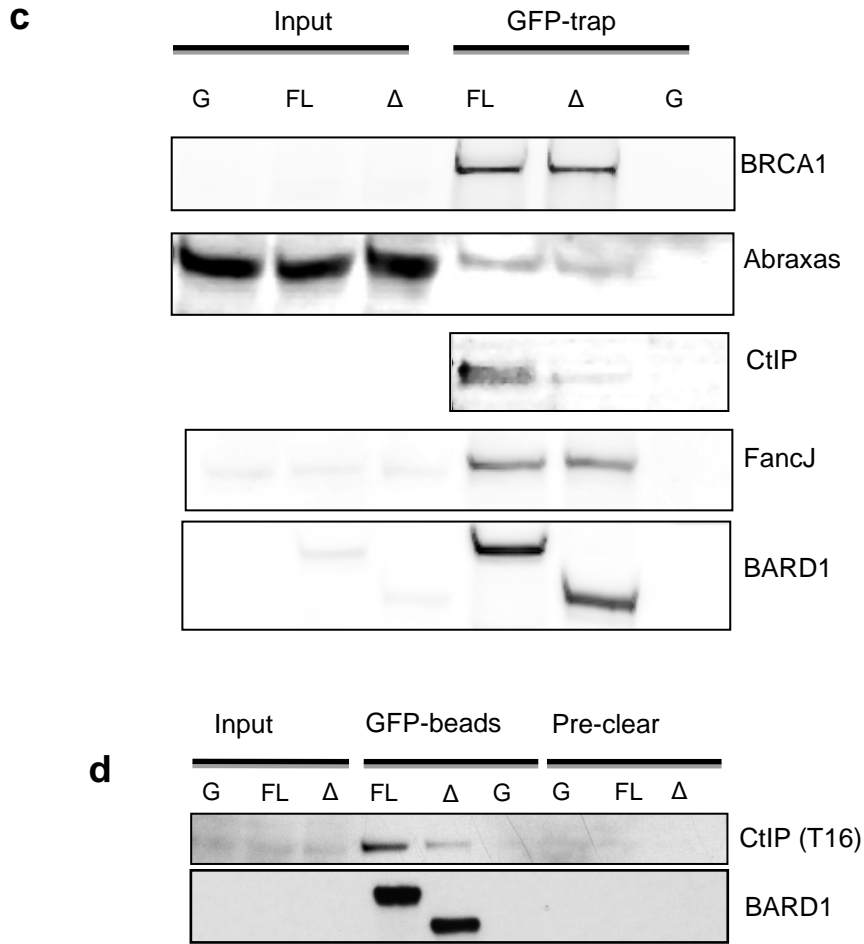 c
Input GFP-trap
G FL Δ FL Δ G
BRCA1
Abraxas
CtIP
FancJ
BARD1
d
Input GFP-beads Pre-clear
G FL Δ FL Δ G G FL Δ
CtIP (T16)
BARD1